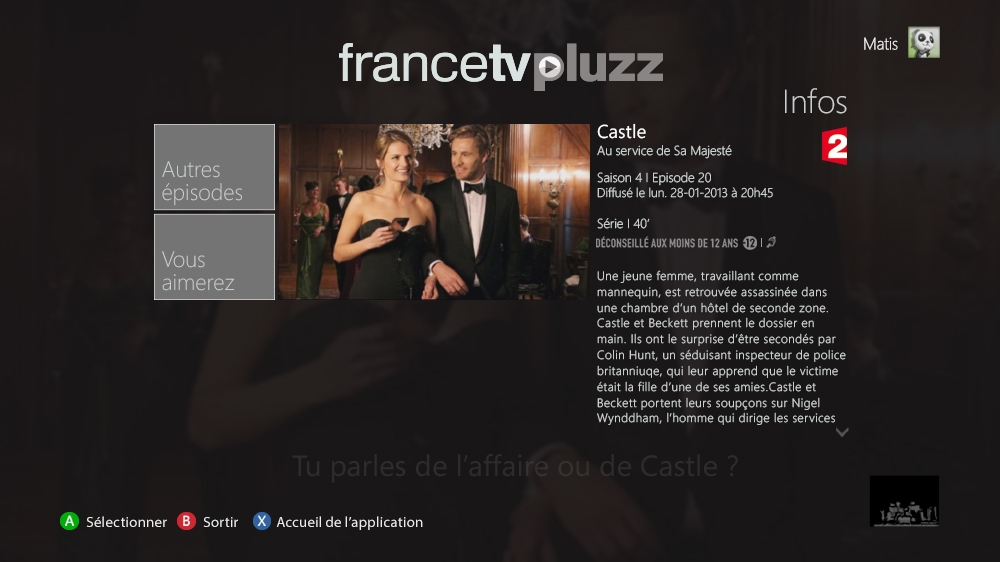 Matis
francetvpluzz
Infos
2
Castle
Au service de Sa Majesté
Saison 4 | Episode 20
Diffusé le lun. 28-01-2013 à 20h45
Série | 40'
DÉCONSEILLÉ AUX MOINS DE 12 ANS -12 |
Autres
épisodes
Vous
aimerez
Une jeune femme, travaillant comme
mannequin, est retrouvée assassinée dans
une chambre d'un hôtel de seconde zone.
Castle et Beckett prennent le dossier en
main. Ils ont le surprise d'être secondés par
Colin Hunt, un séduisant inspecteur de police
britanniuqe, qui leur apprend que le victime
était la fille d'une de ses amies.Castle et
Beckett portent leurs soupçons sur Nigel
Wynddham, l'homme qui dirige les services
Tu parles de l'affaire ou de Castle ?
A Sélectionner B Sortir X Accueil de l'application